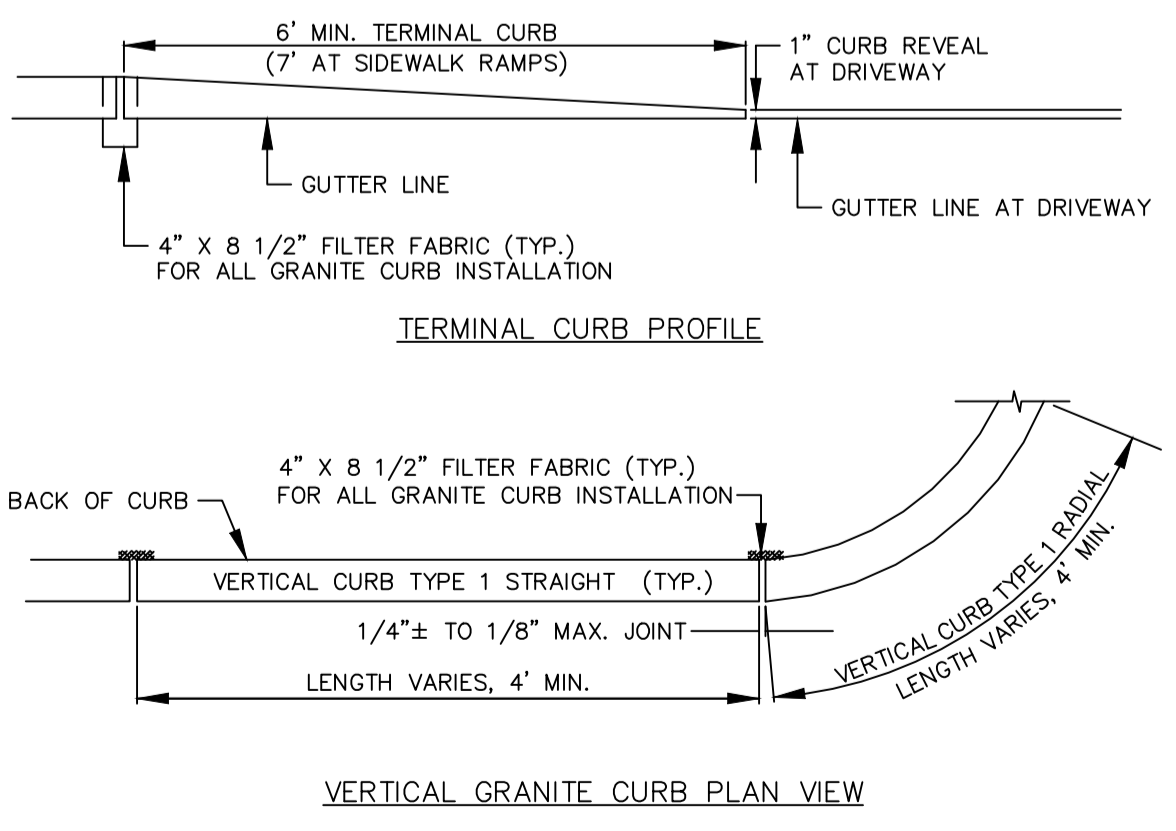 6’ MIN. TERMINAL CURB
(7’ AT SIDEWALK RAMPS)
1” CURB REVEAL
AT DRIVEWAY
GUTTER LINE
GUTTER LINE AT DRIVEWAY
4” X 8 1/2” FILTER FABRIC (TYP.)
FOR ALL GRANITE CURB INSTALLATION
TERMINAL CURB PROFILE
4” X 8 1/2” FILTER FABRIC (TYP.)
FOR ALL GRANITE CURB INSTALLATION
BACK OF CURB
VERTICAL CURB TYPE 1 STRAIGHT (TYP.)
1/4”± TO 1/8” MAX. JOINT
LENGTH VARIES, 4’ MIN.
VERTICAL CURB TYPE 1 RADIAL
LENGTH VARIES, 4’ MIN.
VERTICAL GRANITE CURB PLAN VIEW